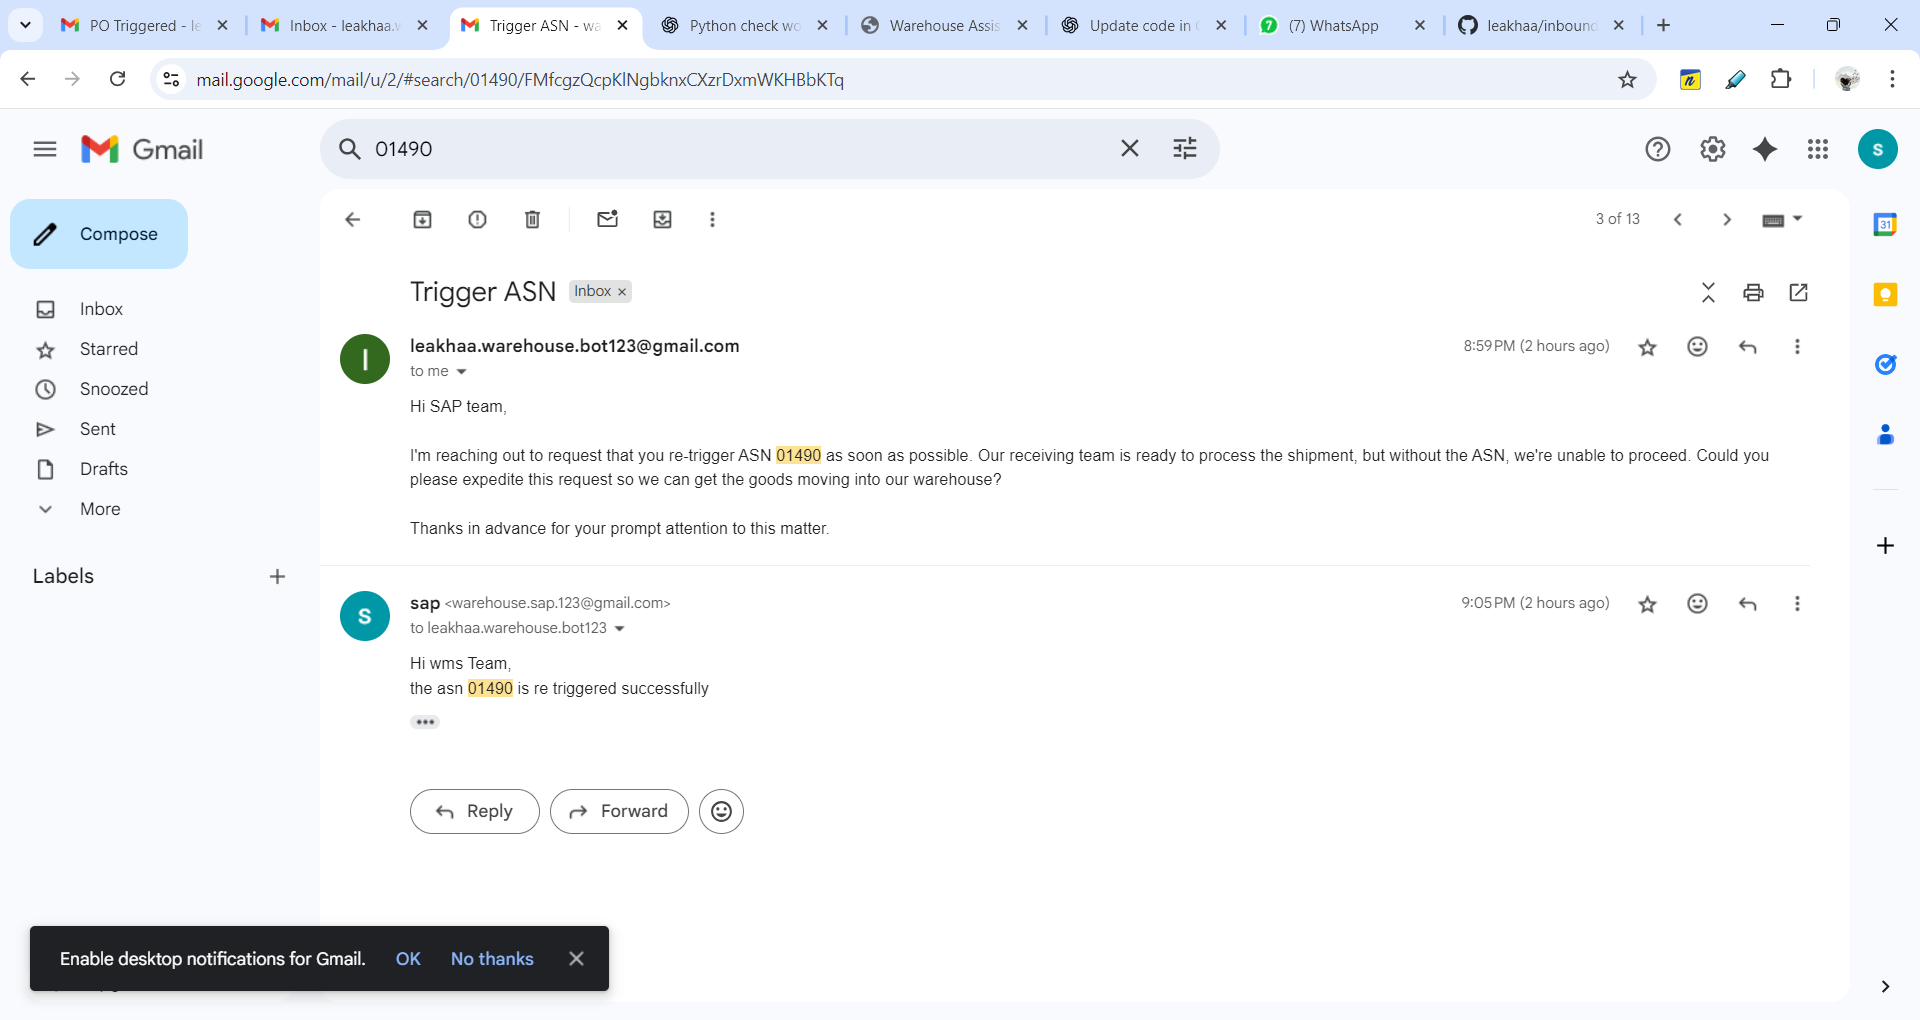 PO Triggered - le
Inbox - leakhaa.w
Trigger ASN - wa
Python check wo
Warehouse Assis
Update code in
(7) WhatsApp
leakhaa/inbound
mail.google.com/mail/u/2/#search/01490/FMfcgzQcpKlNgbknxCXzrDxmWKHBbKTq
Gmail
01490
S
Compose
3 of 13
31
Inbox
Starred
Snoozed
Sent
Drafts
More
Labels
Trigger ASN
Inbox ×
l
leakhaa.warehouse.bot123@gmail.com
8:59 PM (2 hours ago)
to me
Hi SAP team,
I'm reaching out to request that you re-trigger ASN 01490 as soon as possible. Our receiving team is ready to process the shipment, but without the ASN, we're unable to proceed. Could you
please expedite this request so we can get the goods moving into our warehouse?
Thanks in advance for your prompt attention to this matter.
S
sap <warehouse.sap.123@gmail.com>
9:05 PM (2 hours ago)
to leakhaa.warehouse.bot123
Hi wms Team,
the asn 01490 is re triggered successfully
Reply
Forward
Enable desktop notifications for Gmail.
OK
No thanks